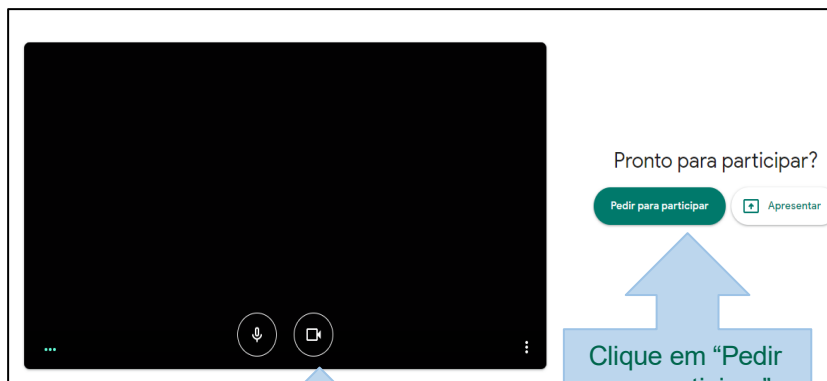 Pronto para participar?
Pedir para participar
Apresentar
Clique em “Pedir